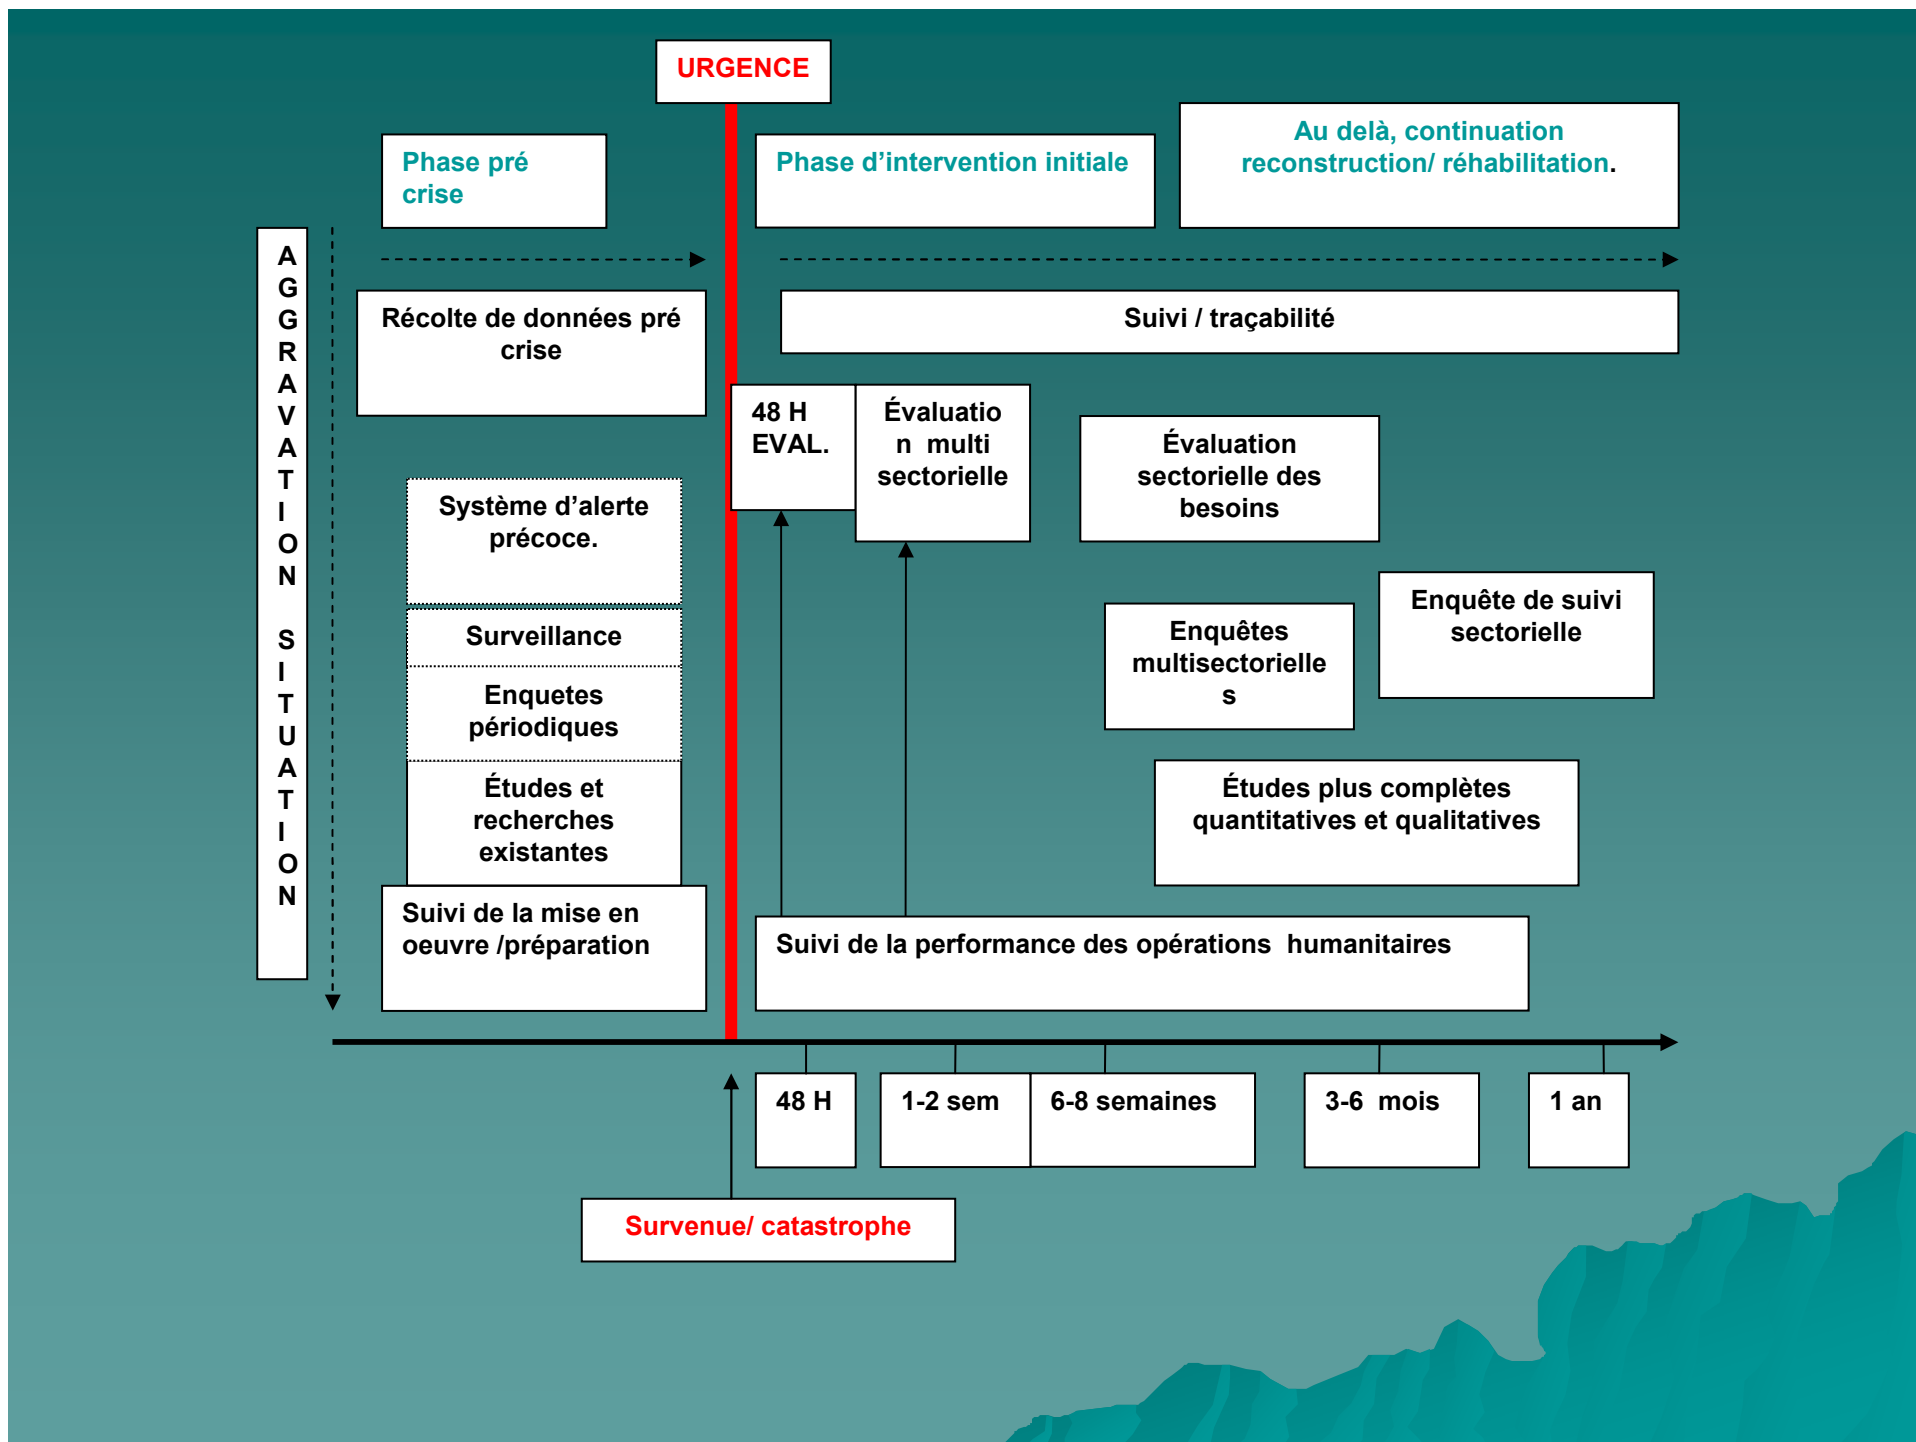 URGENCE
Phase pré
crise
Phase d'intervention initiale
Au delà, continuation
reconstruction/ réhabilitation.
A
G
G
R
A
V
A
T
I
O
N
S
I
T
U
A
T
I
O
N
Récolte de données pré
crise
Suivi / traçabilité
48 H
EVAL.
Évaluatio
n multi
sectorielle
Évaluation
sectorielle des
besoins
Système d'alerte
précoce.
Surveillance
Enquetes
périodiques
Études et
recherches
existantes
Enquêtes
multisectorielle
s
Enquête de suivi
sectorielle
Études plus complètes
quantitatives et qualitatives
Suivi de la mise en
oeuvre /préparation
Suivi de la performance des opérations humanitaires
48 H
1-2 sem
6-8 semaines
3-6 mois
1 an
Survenue/ catastrophe